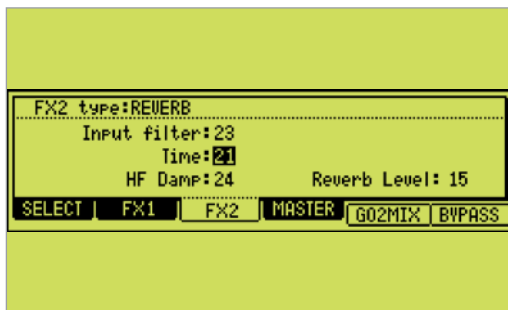 FX2 type:REVERB
Input filter:23
Time:21
HF Damp:24 Reverb Level: 15
SELECT FX1 FX2 MASTER GO2MIX BYPASS